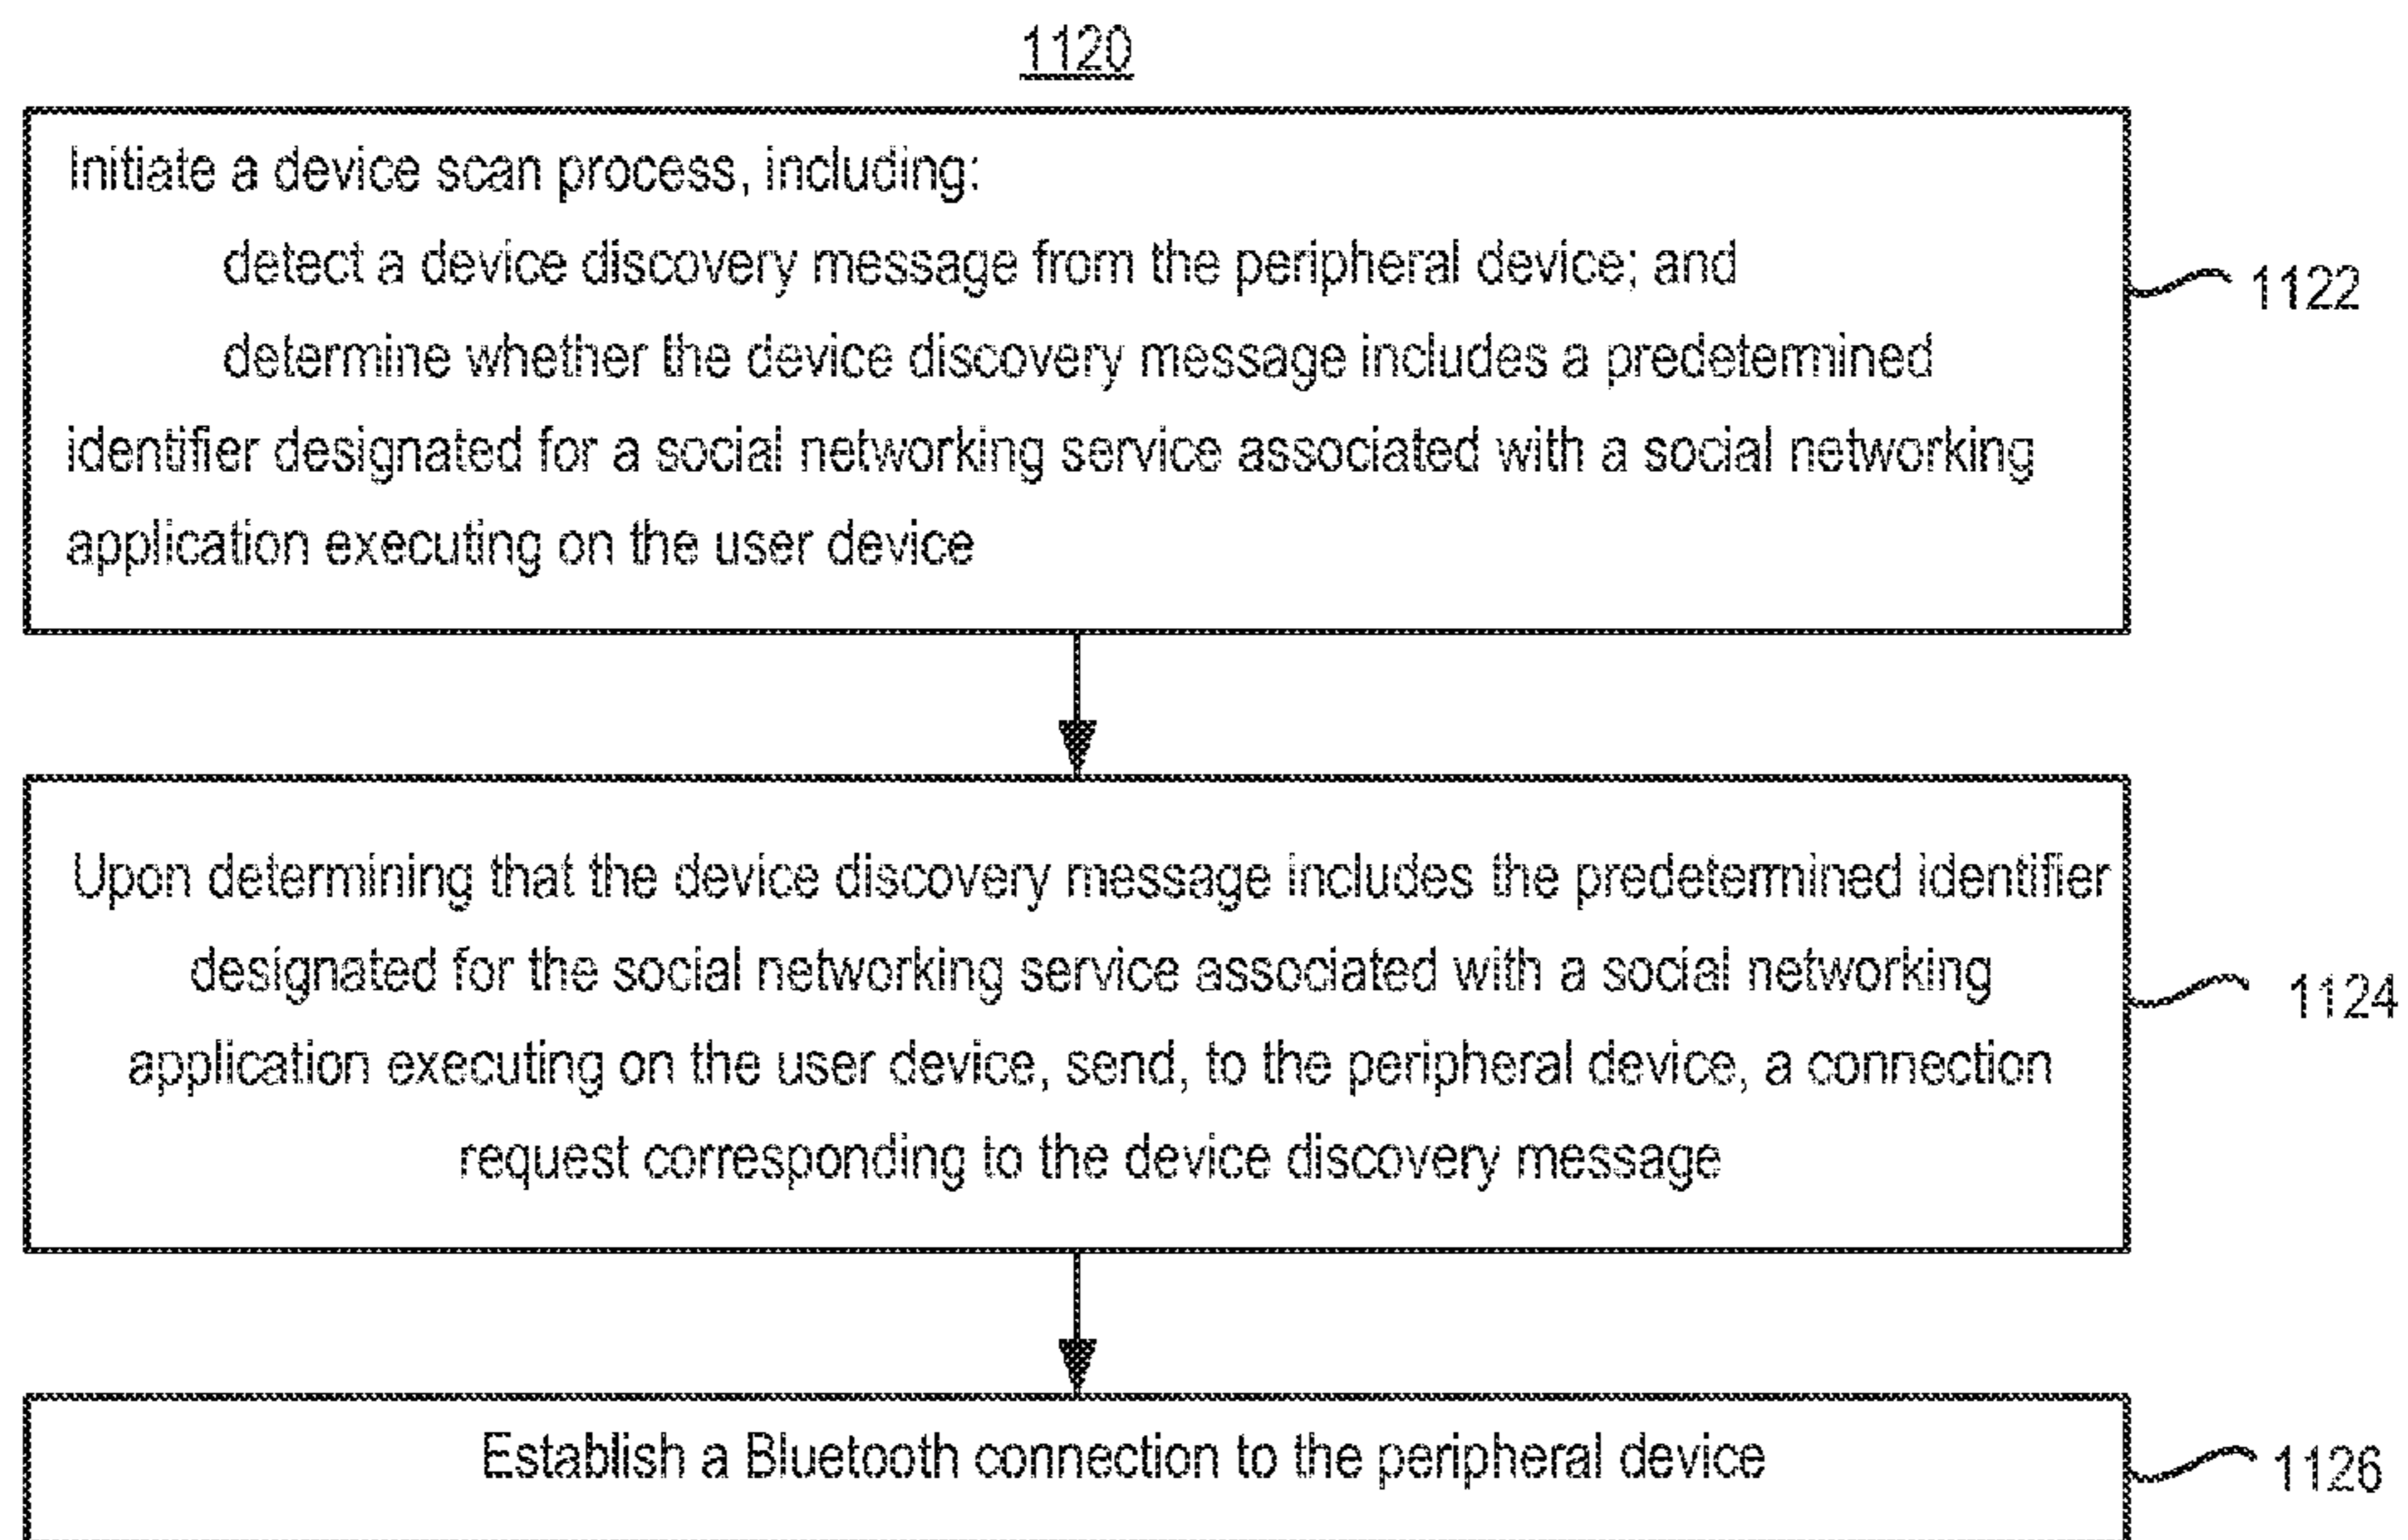 1120
Initiate a device scan process, including:
detect a device discovery message from the peripheral device; and
determine whether the device discovery message includes a predetermined
identifier designated for a social networking service associated with a social networking
application executing on the user device
1122
Upon determining that the device discovery message includes the predetermined identifier
designated for the social networking service associated with a social networking
application executing on the user device, send, to the peripheral device, a connection
request corresponding to the device discovery message
1124
Establish a Bluetooth connection to the peripheral device
1126